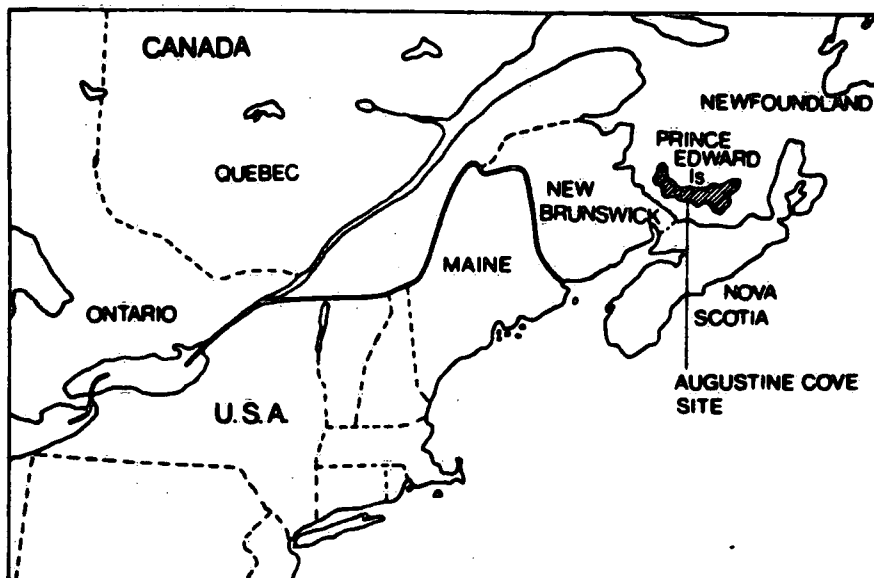 CANADA
NEWFOUNDLAND
PRINCE
EDWARD
Is
QUEBEC
NEW
BRUNSWICK
MAINE
NOVA
SCOTIA
ONTARIO
AUGUSTINE COVE
SITE
U.S.A.